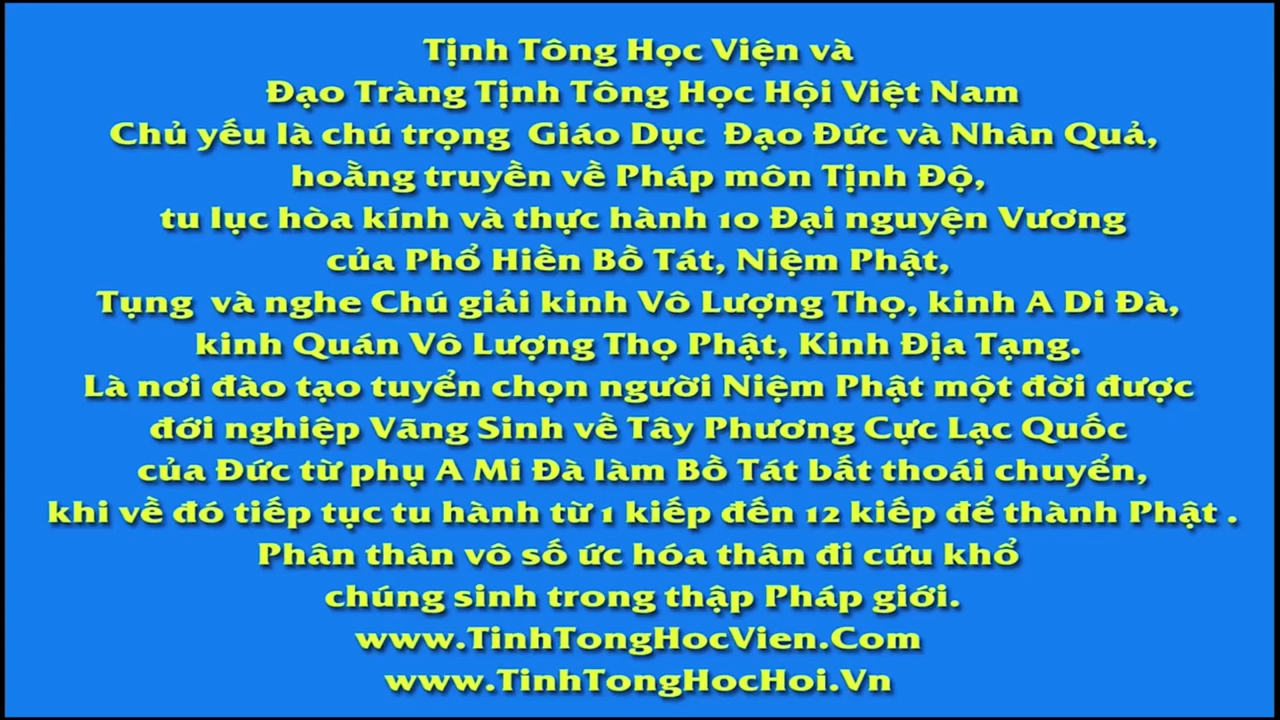 Tịnh Tông Học Viện và
Đạo Tràng Tịnh Tông Học Hội Việt Nam
Chủ yếu là chú trọng Giáo Dục Đạo Đức và Nhân Quả,
hoằng truyền về Pháp môn Tịnh Độ,
tu lục hòa kính và thực hành 10 Đại nguyện Vương
của Phổ Hiền Bồ Tát, Niệm Phật,
Tụng và nghe Chú giải kinh Vô Lượng Thọ, kinh A Di Đà,
kinh Quán Vô Lượng Thọ Phật, Kinh Địa Tạng.
Là nơi đào tạo tuyển chọn người Niệm Phật một đời được
đới nghiệp Vãng Sinh về Tây Phương Cực Lạc Quốc
của Đức từ phụ A Mi Đà làm Bồ Tát bất thoái chuyển,
khi về đó tiếp tục tu hành từ 1 kiếp đến 12 kiếp để thành Phật .
Phân thân vô số ức hóa thân đi cứu khổ
chúng sinh trong thập Pháp giới.
www.TinhTongHocVien.Com
www.TinhTongHocHoi.Vn